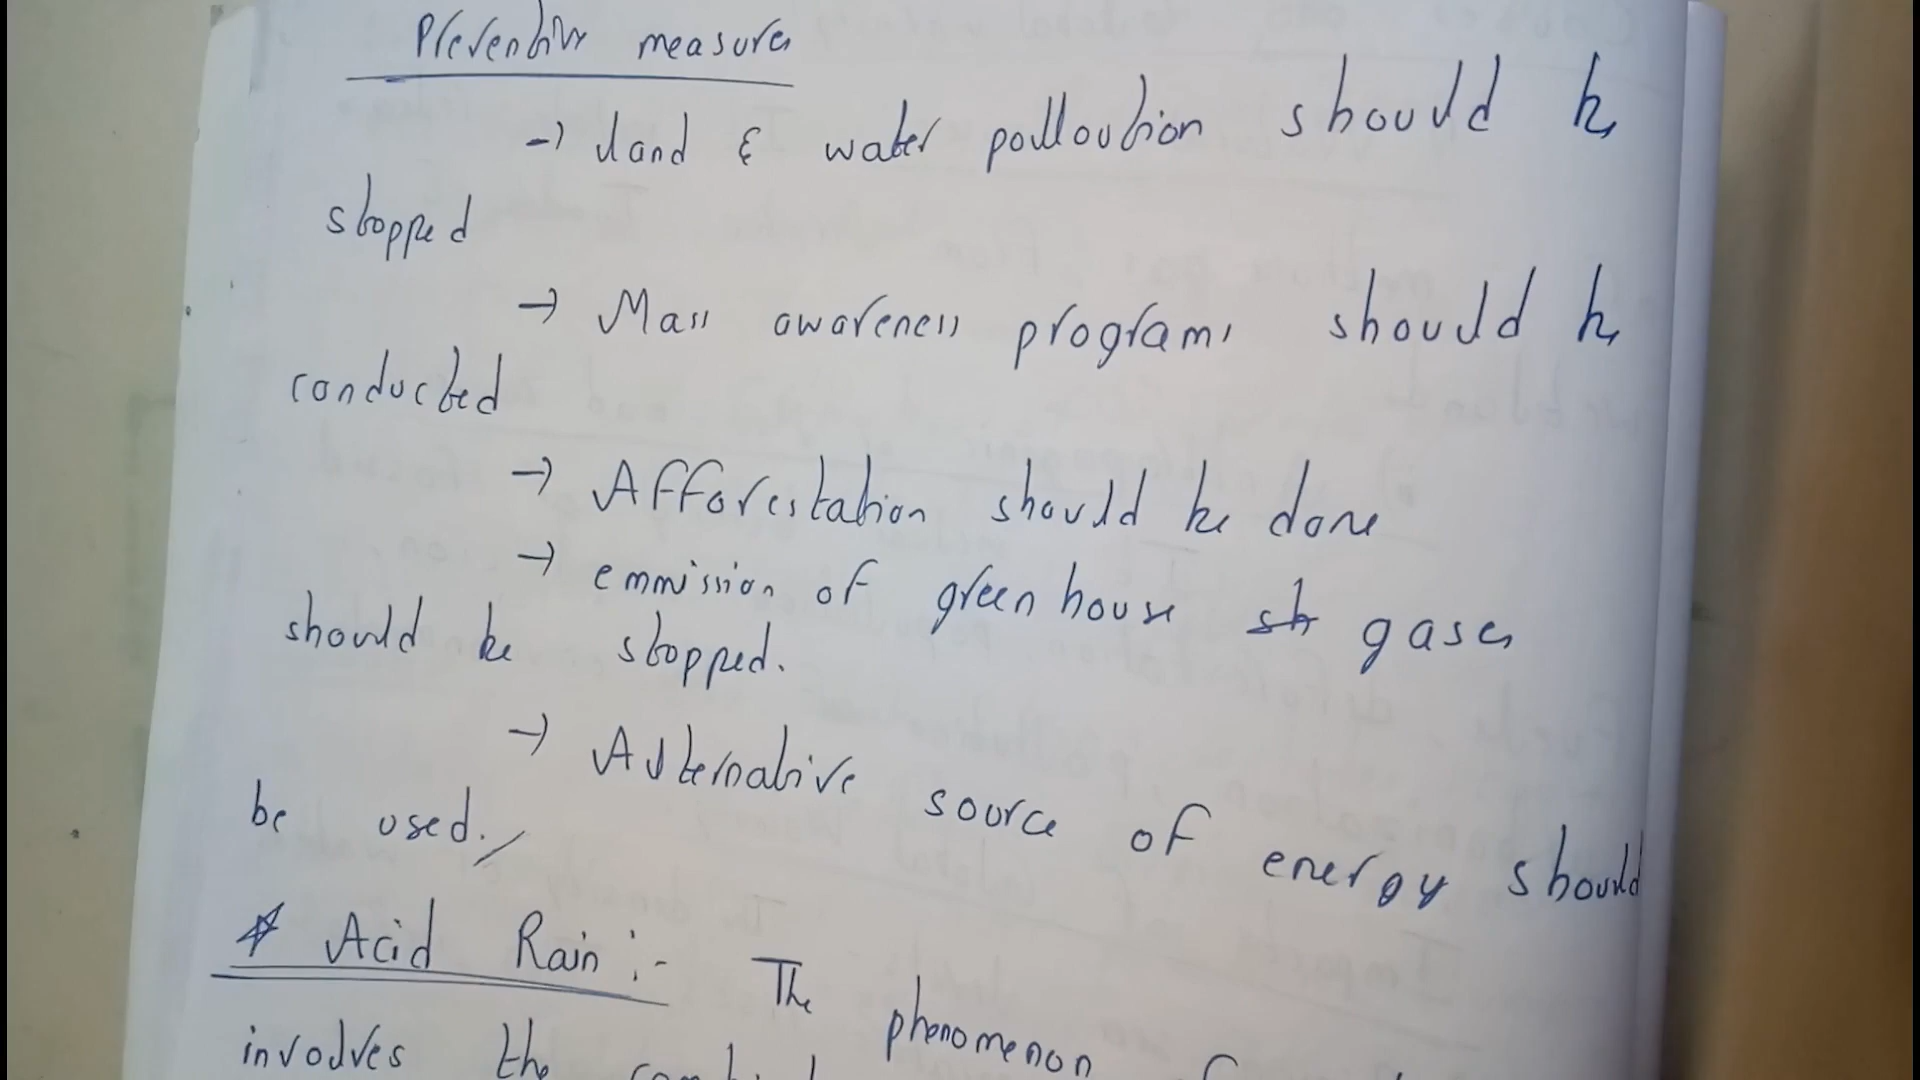 Preventive measures
→ land & water polloution should be
stopped
→ Mass awareness programs should be
conducted
→ Afforestation should be done
→ emmission of green house sh gases
should be stopped.
→ Alternative source of energy should
be used.
* Acid Rain :- The phenomenon
involves the